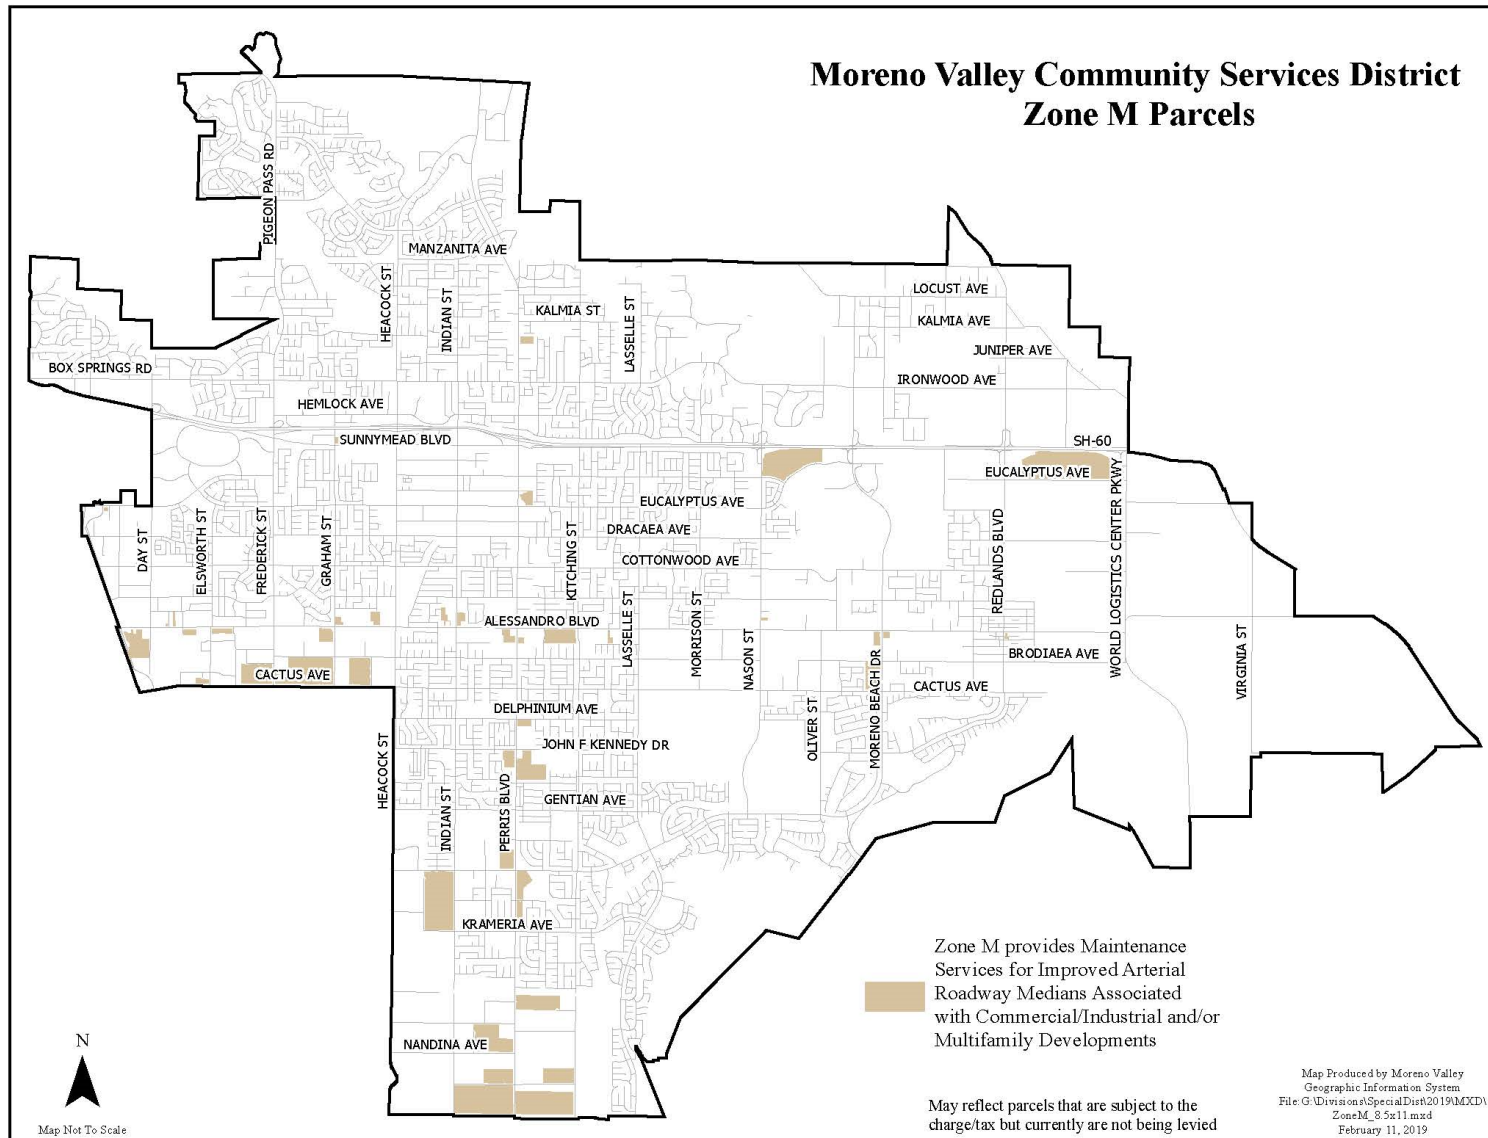 Moreno Valley Community Services District
Zone M Parcels
PIGEON PASS RD
MANZANITA AVE
HEACOCK ST
INDIAN ST
KALMIA ST
LASSELLE ST
LOCUST AVE
KALMIA AVE
JUNIPER AVE
IRONWOOD AVE
BOX SPRINGS RD
HEMLOCK AVE
SUNNYMEAD BLVD
SH-60
EUCALYPTUS AVE
EUCALYPTUS AVE
DRACAEA AVE
COTTONWOOD AVE
DAY ST
ELSWORTH ST
FREDERICK ST
GRAHAM ST
KITCHING ST
REDLANDS BLVD
WORLD LOGISTICS CENTER PKWY
ALESSANDRO BLVD
LASSELLE ST
MORRISON ST
NASON ST
MORENO BEACH DR
BRODIAEA AVE
VIRGINIA ST
CACTUS AVE
CACTUS AVE
DELPHINIUM AVE
OLIVER ST
JOHN F KENNEDY DR
HEACOCK ST
INDIAN ST
PERRIS BLVD
GENTIAN AVE
KRAMERIA AVE
NANDINA AVE
Zone M provides Maintenance
Services for Improved Arterial
Roadway Medians Associated
with Commercial/Industrial and/or
Multifamily Developments
N
Map Not To Scale
May reflect parcels that are subject to the
charge/tax but currently are not being levied
Map Produced by Moreno Valley
Geographic Information System
File: G:\Divisions\SpecialDist\2019\MXD\
ZoneM_8.5x11.mxd
February 11, 2019